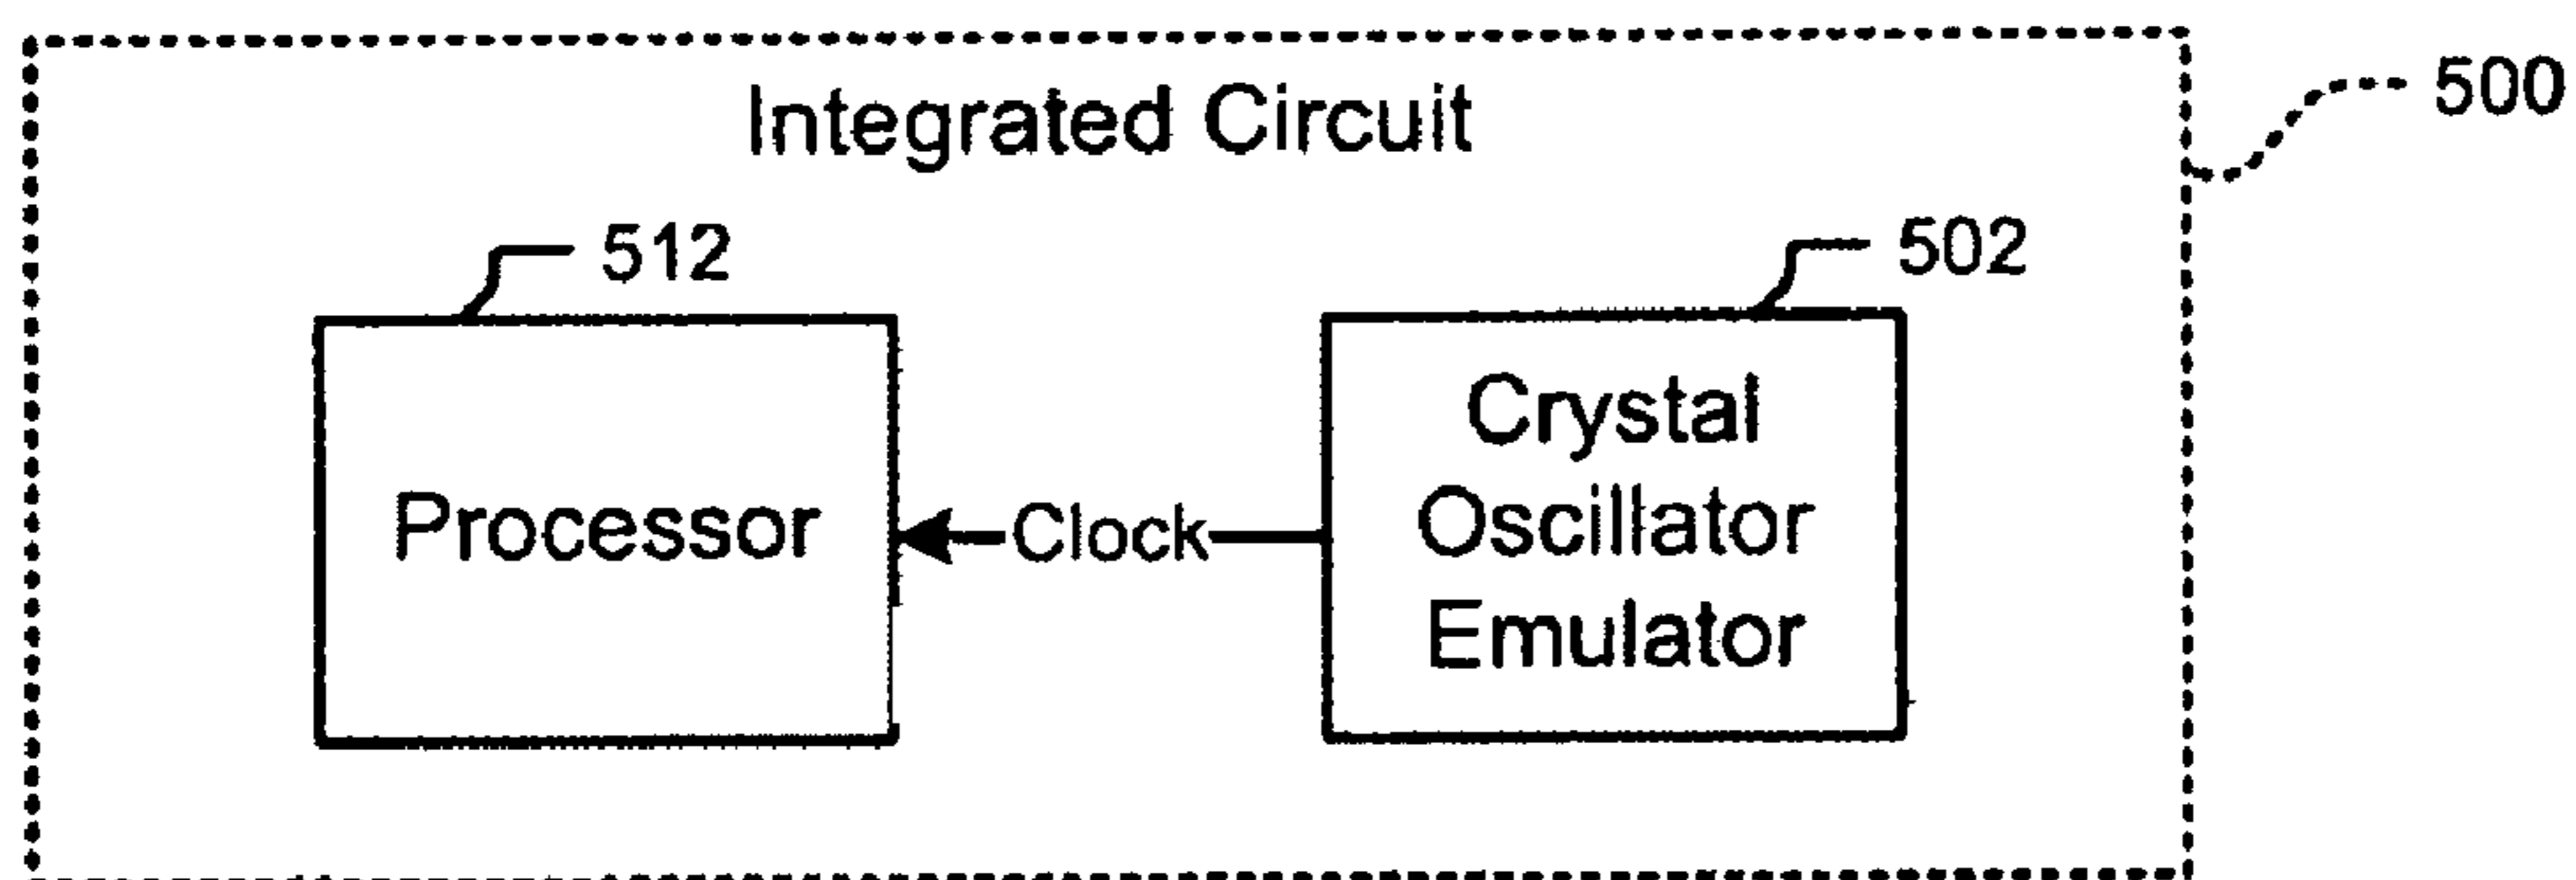 Integrated Circuit
500
512
502
Processor
Clock
Crystal
Oscillator
Emulator